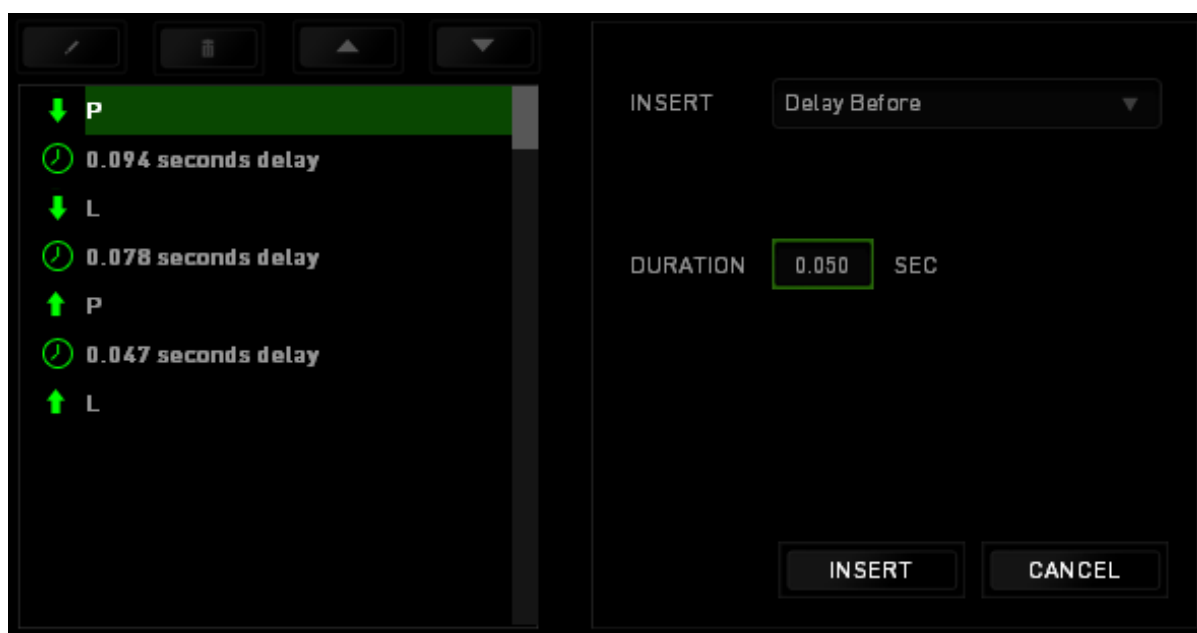 P
0.094 seconds delay
L
0.078 seconds delay
P
0.047 seconds delay
L
INSERT Delay Before
DURATION 0.050 SEC
INSERT CANCEL